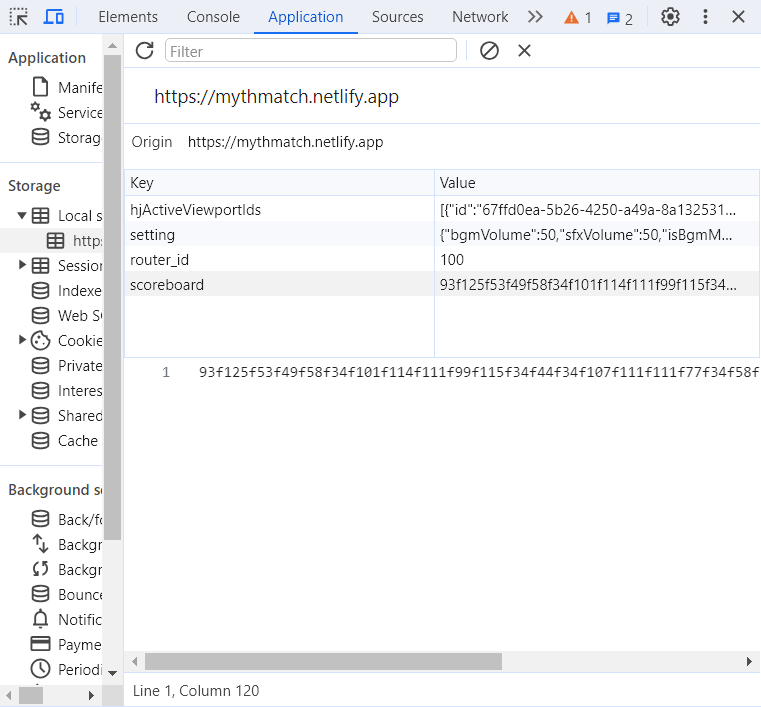 Elements Console Application Sources Network 1 2
Application
Manife
Service
Storag
Storage
Local s
https
Session
Indexe
Web S
Cookie
Private
Interes
Shared
Cache
Background se
Back/fo
Backgr
Backgr
Bounce
Notific
Payme
Periodi
Filter
https://mythmatch.netlify.app
Origin https://mythmatch.netlify.app
Key Value
hjActiveViewportIds [{"id":"67ffd0ea-5b26-4250-a49a-8a132531...
setting {"bgmVolume":50,"sfxVolume":50,"isBgmM...
router_id 100
scoreboard 93f125f53f49f58f34f101f114f111f99f115f34...
1 93f125f53f49f58f34f101f114f111f99f115f34f44f34f107f111f111f77f34f58f
Line 1, Column 120